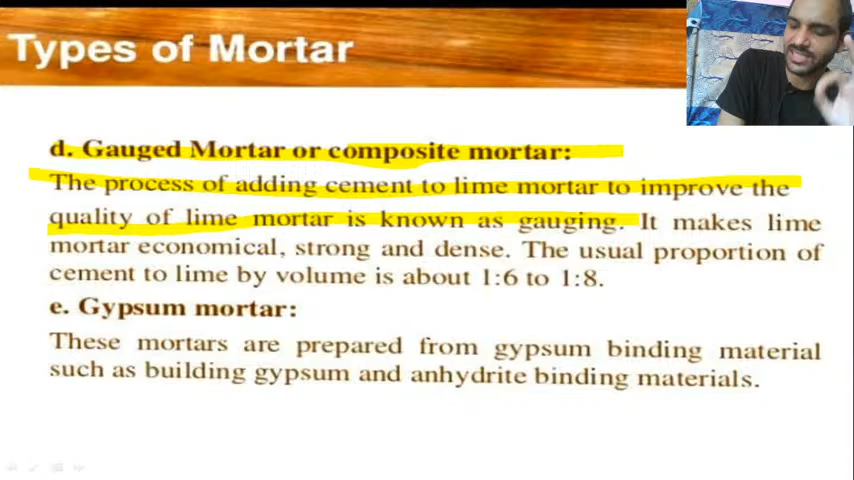 Types of Mortar
d. Gauged Mortar or composite mortar:
The process of adding cement to lime mortar to improve the
quality of lime mortar is known as gauging. It makes lime
mortar economical, strong and dense. The usual proportion of
cement to lime by volume is about 1:6 to 1:8.
e. Gypsum mortar:
These mortars are prepared from gypsum binding material
such as building gypsum and anhydrite binding materials.